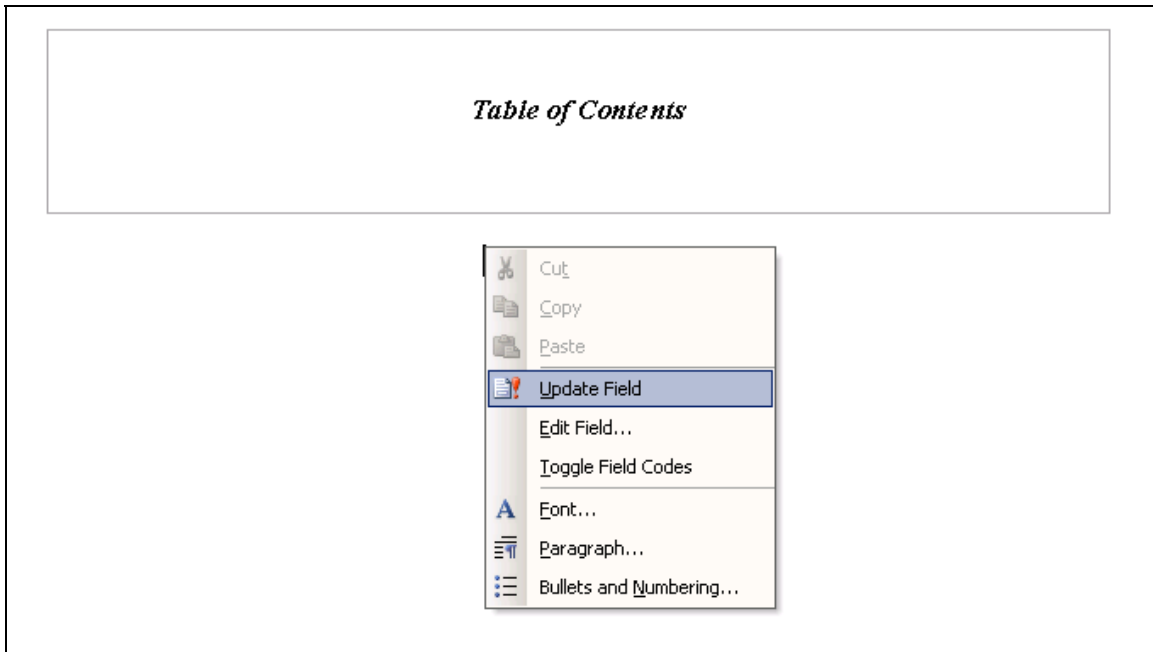 Table of Contents
Cut
Copy
Paste
Update Field
Edit Field...
Toggle Field Codes
Font...
Paragraph...
Bullets and Numbering...